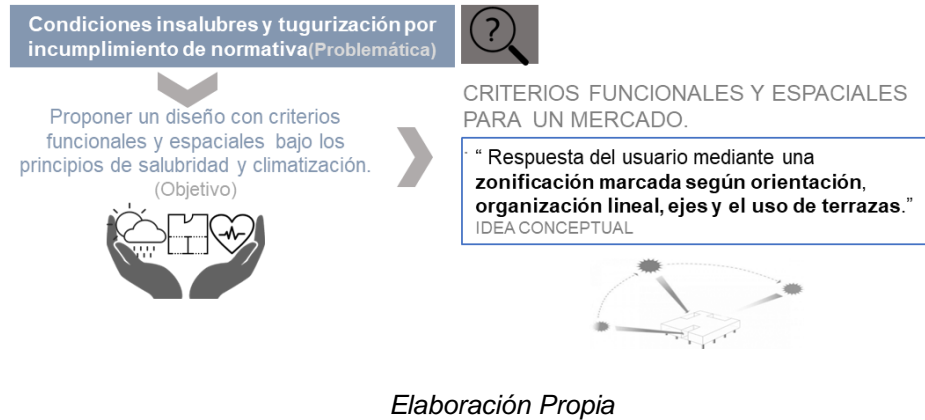 Condiciones insalubres y tugurización por
incumplimiento de normativa(Problemática)
?
Proponer un diseño con criterios
funcionales y espaciales bajo los
principios de salubridad y climatización.
(Objetivo)
CRITERIOS FUNCIONALES Y ESPACIALES
PARA UN MERCADO.
“ Respuesta del usuario mediante una
zonificación marcada según orientación,
organización lineal, ejes y el uso de terrazas.”
IDEA CONCEPTUAL
Elaboración Propia